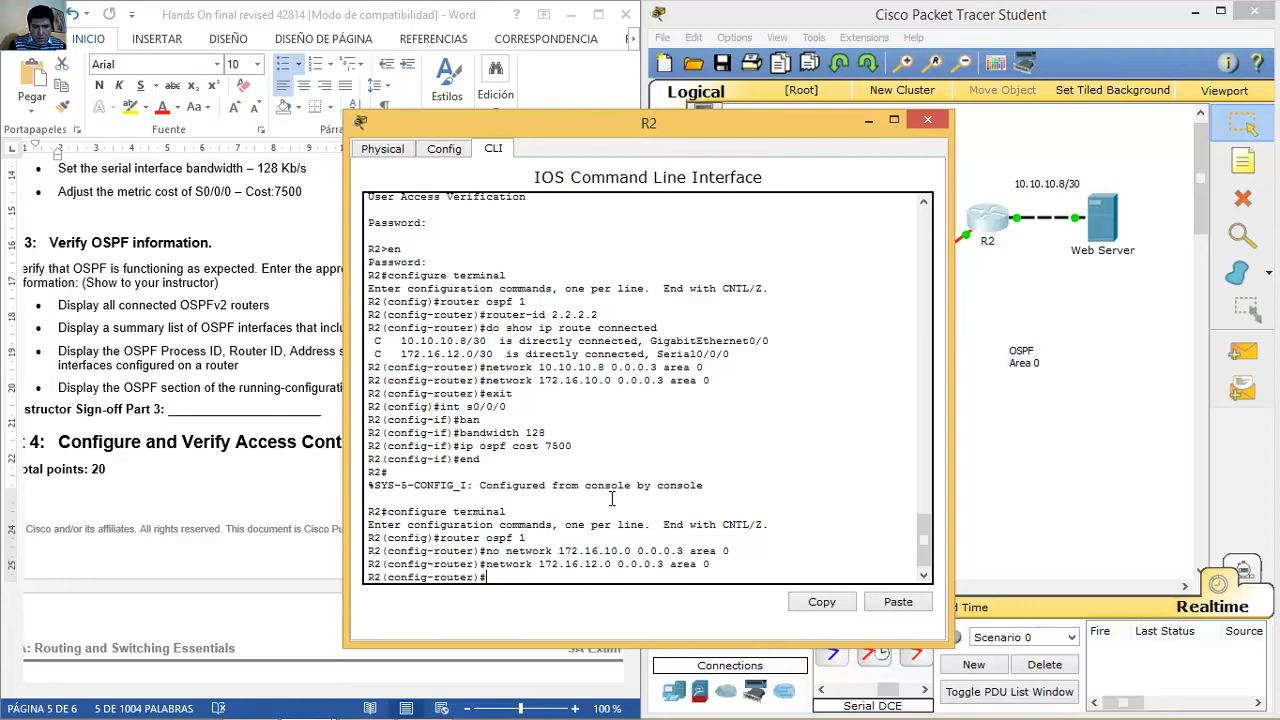 Hands On final revised 42814 [Modo de compatibilidad] - Word
INICIO INSERTAR DISEÑO DISEÑO DE PÁGINA REFERENCIAS CORRESPONDENCIA
Arial 10
Pegar
N K S abc x₂ x²
Estilos Edición
Portapapeles Fuente
Set the serial interface bandwidth – 128 Kb/s
Adjust the metric cost of S0/0/0 – Cost:7500
3: Verify OSPF information.
erify that OSPF is functioning as expected. Enter the appro
formation: (Show to your instructor)
Display all connected OSPFv2 routers
Display a summary list of OSPF interfaces that inclu
Display the OSPF Process ID, Router ID, Address s
interfaces configured on a router
Display the OSPF section of the running-configuratio
structor Sign-off Part 3: ____________________
t 4: Configure and Verify Access Cont
otal points: 20
Cisco and/or its affiliates. All rights reserved. This document is Cisco Pu
A: Routing and Switching Essentials SA Exam
PÁGINA 5 DE 6 5 DE 1004 PALABRAS 100 %
Cisco Packet Tracer Student
File Edit Options View Tools Extensions Help
Logical [Root] New Cluster Move Object Set Tiled Background Viewport
10.10.10.8/30
R2
Web Server
OSPF
Area 0
R2
Physical Config CLI
IOS Command Line Interface
User Access Verification
Password:
R2>en
Password:
R2#configure terminal
Enter configuration commands, one per line. End with CNTL/Z.
R2(config)#router ospf 1
R2(config-router)#router-id 2.2.2.2
R2(config-router)#do show ip route connected
C 10.10.10.8/30 is directly connected, GigabitEthernet0/0
C 172.16.12.0/30 is directly connected, Serial0/0/0
R2(config-router)#network 10.10.10.8 0.0.0.3 area 0
R2(config-router)#network 172.16.10.0 0.0.0.3 area 0
R2(config-router)#exit
R2(config)#int s0/0/0
R2(config-if)#ban
R2(config-if)#bandwidth 128
R2(config-if)#ip ospf cost 7500
R2(config-if)#end
R2#
%SYS-5-CONFIG_I: Configured from console by console
R2#configure terminal
Enter configuration commands, one per line. End with CNTL/Z.
R2(config)#router ospf 1
R2(config-router)#no network 172.16.10.0 0.0.0.3 area 0
R2(config-router)#network 172.16.12.0 0.0.0.3 area 0
R2(config-router)#
Copy Paste
d Time Realtime
Connections
Serial DCE
Scenario 0
New Delete
Toggle PDU List Window
Fire Last Status Source